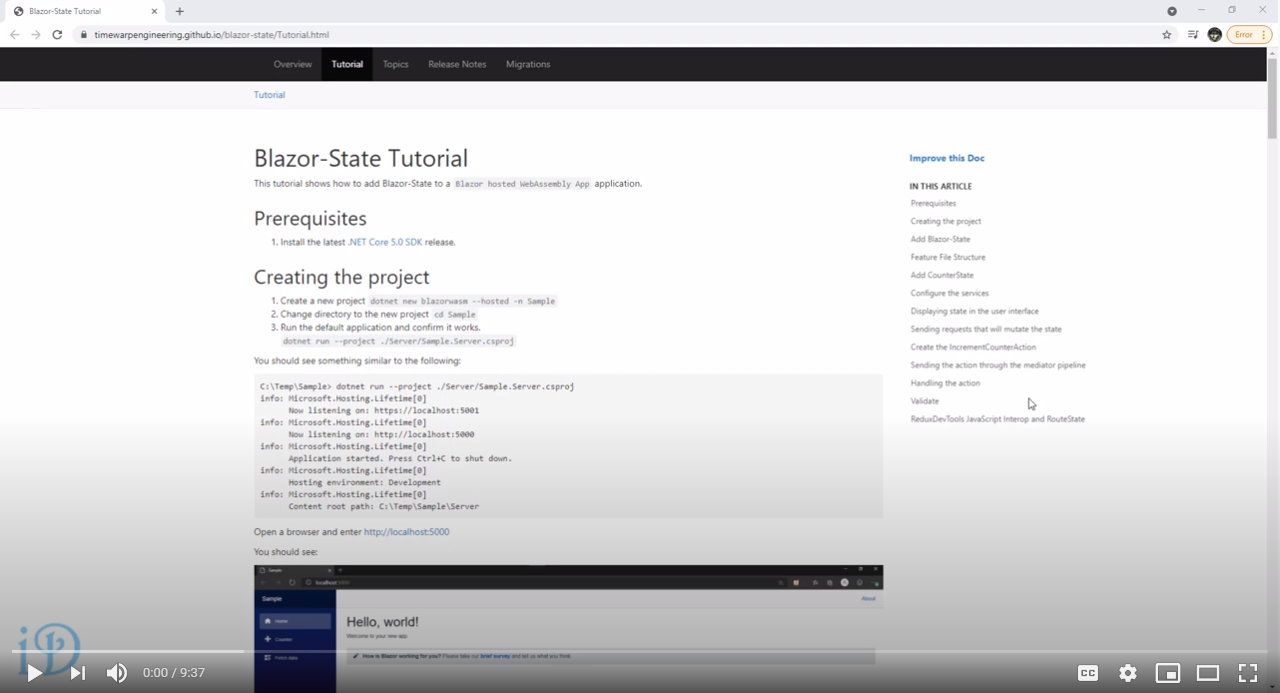 Blazor-State Tutorial
timewarpengineering.github.io/blazor-state/Tutorial.html
Error
Overview Tutorial Topics Release Notes Migrations
Tutorial
Blazor-State Tutorial
This tutorial shows how to add Blazor-State to a Blazor hosted WebAssembly App application.
Prerequisites
1. Install the latest .NET Core 5.0 SDK release.
Creating the project
1. Create a new project dotnet new blazorwasm --hosted -n Sample
2. Change directory to the new project cd Sample
3. Run the default application and confirm it works.
dotnet run --project ./Server/Sample.Server.csproj
You should see something similar to the following:
C:\Temp\Sample> dotnet run --project ./Server/Sample.Server.csproj
info: Microsoft.Hosting.Lifetime[0]
Now listening on: https://localhost:5001
info: Microsoft.Hosting.Lifetime[0]
Now listening on: http://localhost:5000
info: Microsoft.Hosting.Lifetime[0]
Application started. Press Ctrl+C to shut down.
info: Microsoft.Hosting.Lifetime[0]
Hosting environment: Development
info: Microsoft.Hosting.Lifetime[0]
Content root path: C:\Temp\Sample\Server
Open a browser and enter http://localhost:5000
You should see:
Sample
localhost:5000
Sample
About
Home
Counter
Fetch data
Hello, world!
Welcome to your new app.
How is Blazor working for you? Please take our brief survey and tell us what you think.
Improve this Doc
IN THIS ARTICLE
Prerequisites
Creating the project
Add Blazor-State
Feature File Structure
Add CounterState
Configure the services
Displaying state in the user interface
Sending requests that will mutate the state
Create the IncrementCounterAction
Sending the action through the mediator pipeline
Handling the action
Validate
ReduxDevTools JavaScript Interop and RouteState
0:00 / 9:37
CC